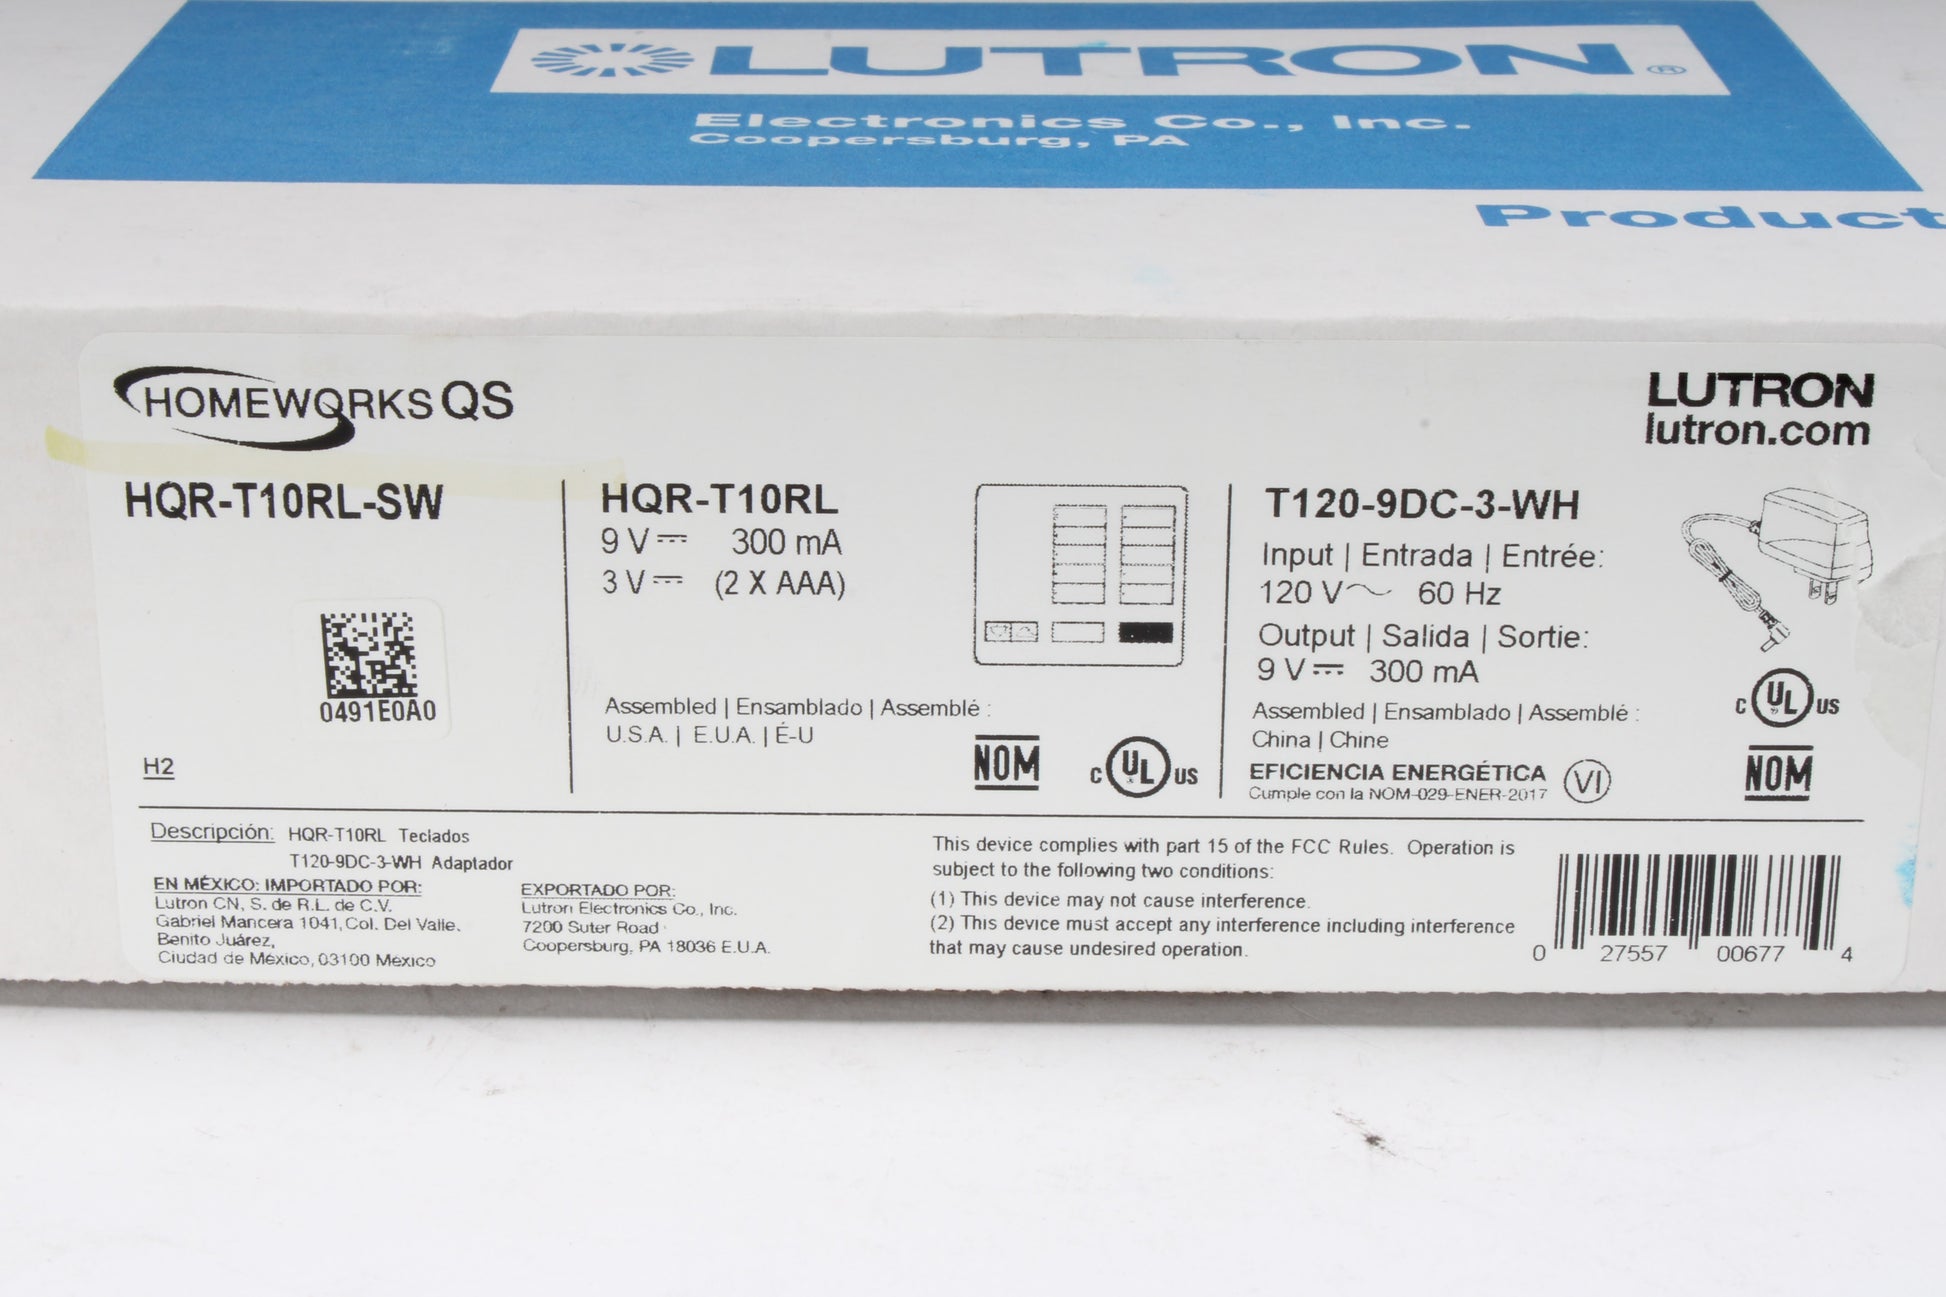 LUTRON®
Electronics Co., Inc.
Coopersburg, PA
Product
HOMEWORKS QS
LUTRON
lutron.com
HQR-T10RL-SW
0491E0A0
H2
HQR-T10RL
9 V⎓ 300 mA
3 V⎓ (2 X AAA)
Assembled | Ensamblado | Assemblé :
U.S.A. | E.U.A. | É-U
NOM
c UL US
T120-9DC-3-WH
Input | Entrada | Entrée:
120 V~ 60 Hz
Output | Salida | Sortie:
9 V⎓ 300 mA
Assembled | Ensamblado | Assemblé :
China | Chine
EFICIENCIA ENERGÉTICA VI
Cumple con la NOM-029-ENER-2017
c UL US
NOM
Descripción: HQR-T10RL Teclados
T120-9DC-3-WH Adaptador
EN MÉXICO: IMPORTADO POR:
Lutron CN, S. de R.L. de C.V.
Gabriel Mancera 1041, Col. Del Valle,
Benito Juárez,
Ciudad de México, 03100 México
EXPORTADO POR:
Lutron Electronics Co., Inc.
7200 Suter Road
Coopersburg, PA 18036 E.U.A.
This device complies with part 15 of the FCC Rules. Operation is
subject to the following two conditions:
(1) This device may not cause interference.
(2) This device must accept any interference including interference
that may cause undesired operation.
0 27557 00677 4